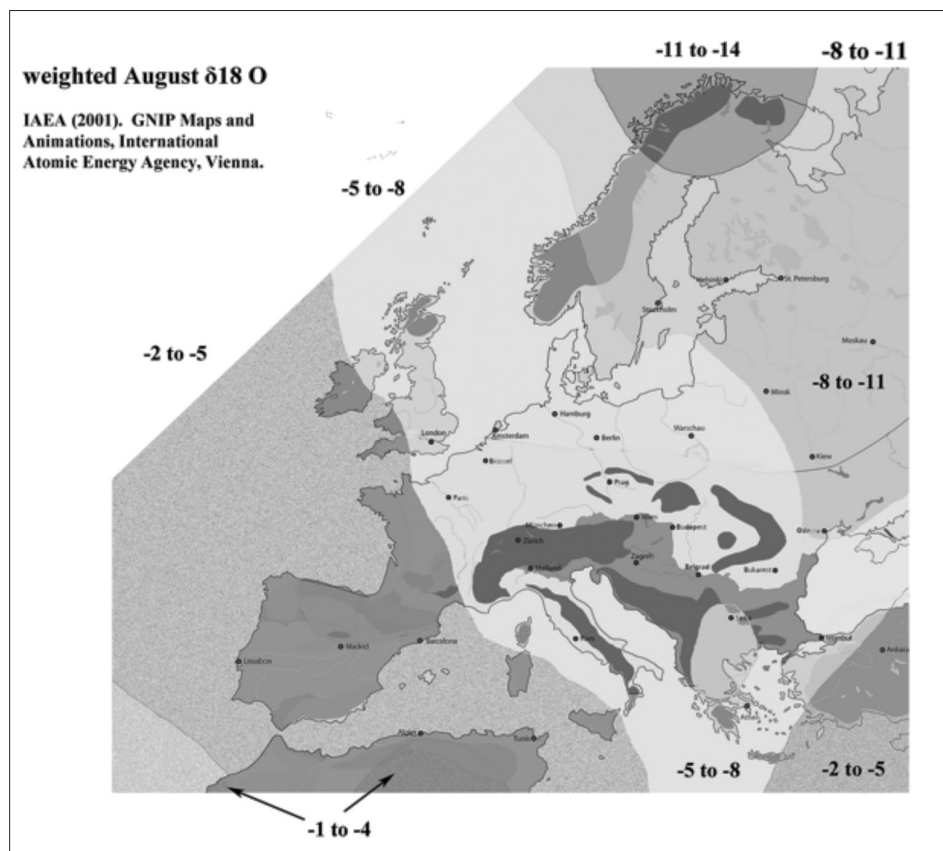 -11 to -14
-8 to -11
weighted August δ18 O
IAEA (2001). GNIP Maps and
Animations, International
Atomic Energy Agency, Vienna.
-5 to -8
-2 to -5
Helsinki
St. Petersburg
Stockholm
Moskau
-8 to -11
Minsk
Hamburg
London
Amsterdam
Berlin
Warschau
Brüssel
Kiew
Prag
Paris
München
Wien
Budapest
Odessa
Zürich
Zagreb
Mailand
Belgrad
Bukarest
Sofia
Rom
Istanbul
Barcelona
Madrid
Ankara
Lissabon
Athen
Algier
Tunis
-5 to -8
-2 to -5
-1 to -4